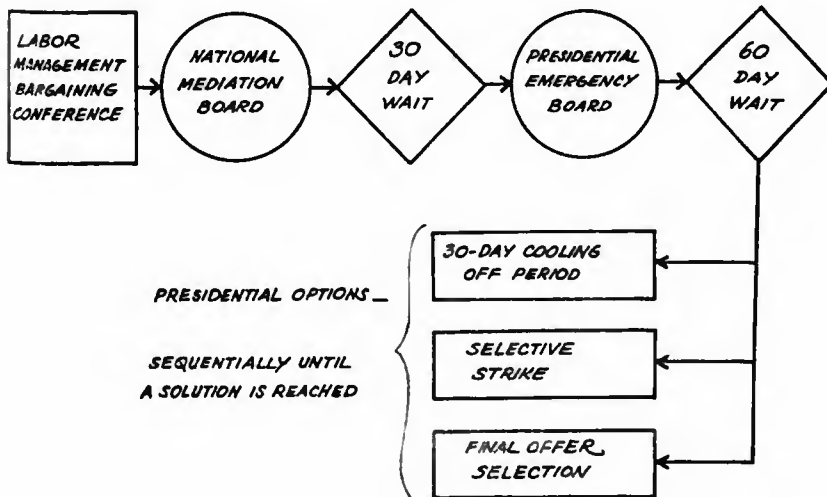 LABOR
MANAGEMENT
BARGAINING
CONFERENCE
NATIONAL
MEDIATION
BOARD
30
DAY
WAIT
PRESIDENTIAL
EMERGENCY
BOARD
60
DAY
WAIT
PRESIDENTIAL OPTIONS_
SEQUENTIALLY UNTIL
A SOLUTION IS REACHED
30-DAY COOLING
OFF PERIOD
SELECTIVE
STRIKE
FINAL OFFER
SELECTION